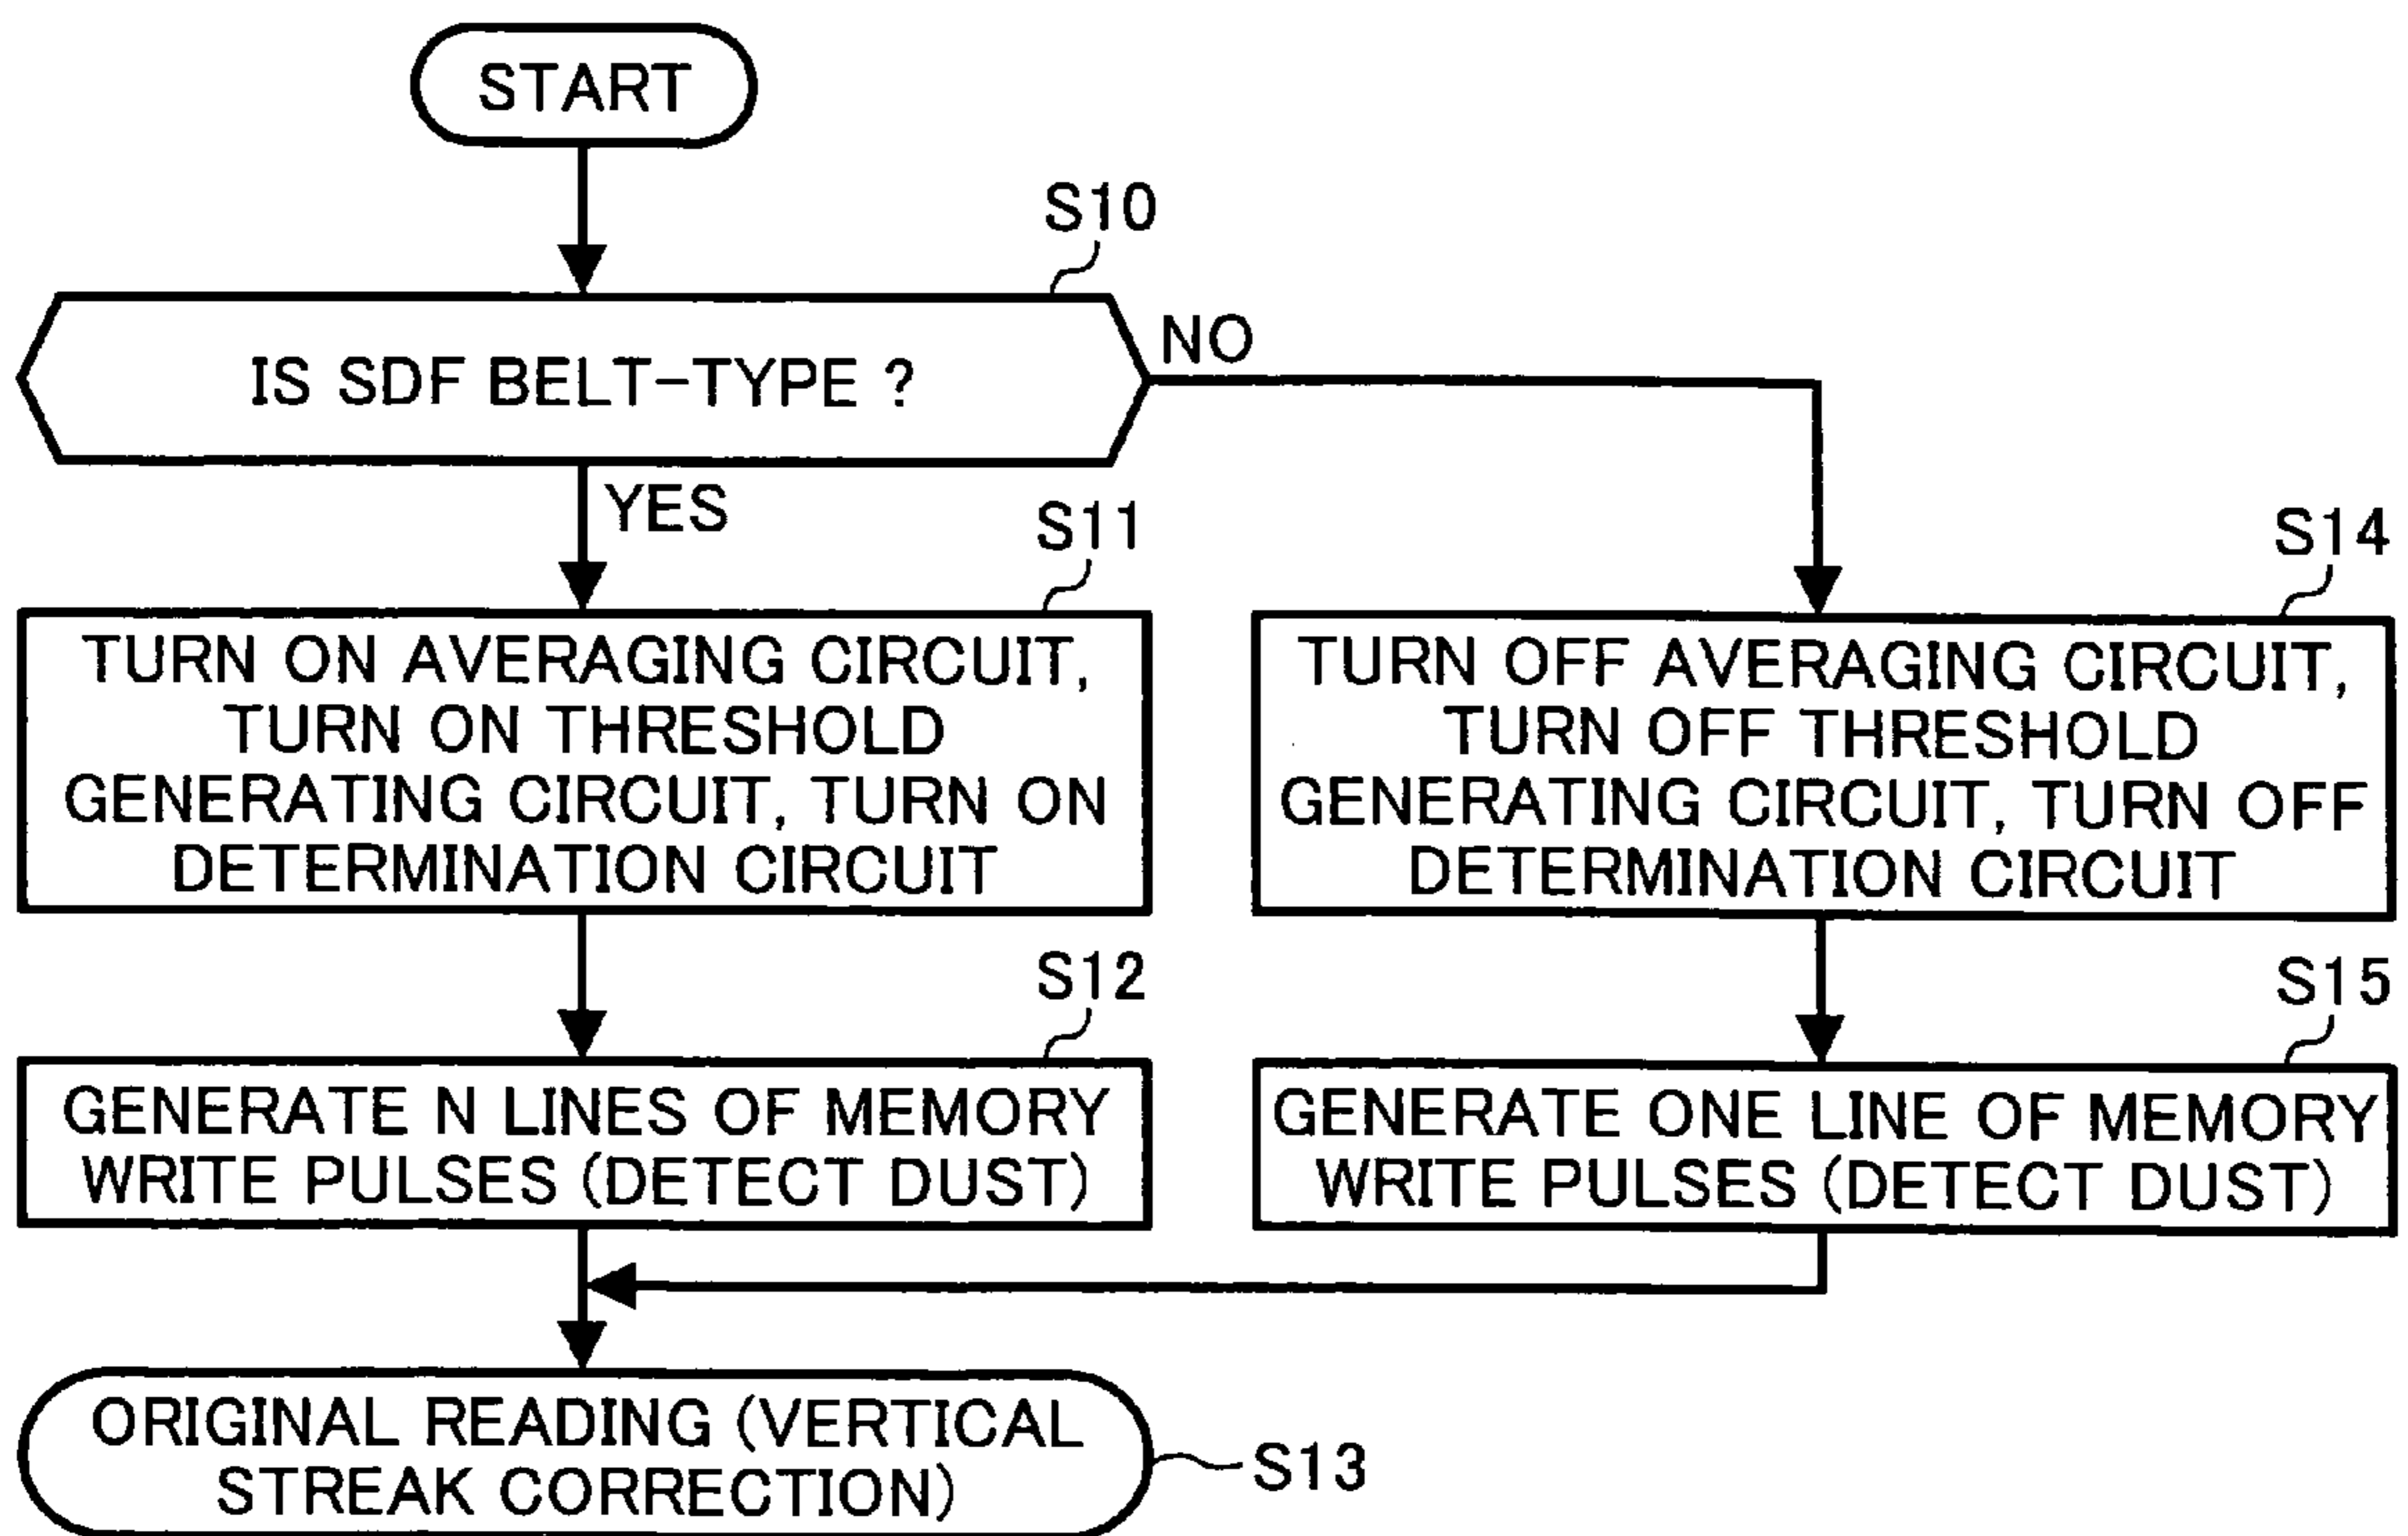 START
S10
IS SDF BELT-TYPE ?
NO
YES
S11
TURN ON AVERAGING CIRCUIT,
TURN ON THRESHOLD
GENERATING CIRCUIT, TURN ON
DETERMINATION CIRCUIT
S14
TURN OFF AVERAGING CIRCUIT,
TURN OFF THRESHOLD
GENERATING CIRCUIT, TURN OFF
DETERMINATION CIRCUIT
S12
GENERATE N LINES OF MEMORY
WRITE PULSES (DETECT DUST)
S15
GENERATE ONE LINE OF MEMORY
WRITE PULSES (DETECT DUST)
ORIGINAL READING (VERTICAL
STREAK CORRECTION)
S13